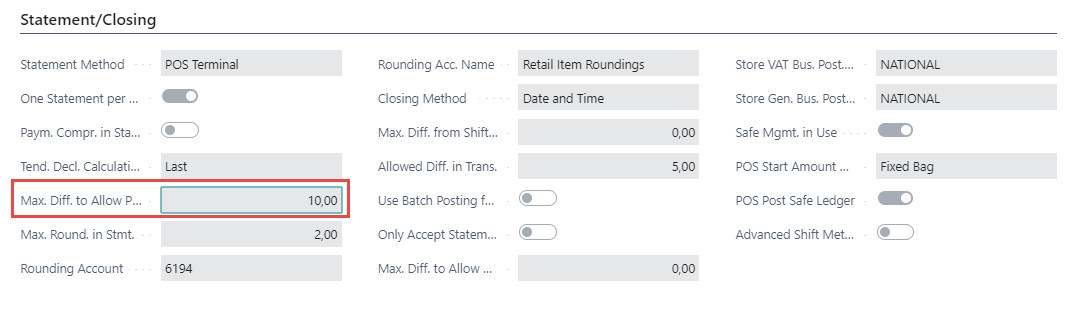 Statement/Closing
Statement Method POS Terminal
One Statement per ...
Paym. Compr. in Sta...
Tend. Decl. Calculati... Last
Max. Diff. to Allow P... 10,00
Max. Round. in Stmt. 2,00
Rounding Account 6194
Rounding Acc. Name Retail Item Roundings
Closing Method Date and Time
Max. Diff. from Shift... 0,00
Allowed Diff. in Trans. 5,00
Use Batch Posting f...
Only Accept Statem...
Max. Diff. to Allow ... 0,00
Store VAT Bus. Post.... NATIONAL
Store Gen. Bus. Post... NATIONAL
Safe Mgmt. in Use
POS Start Amount ... Fixed Bag
POS Post Safe Ledger
Advanced Shift Met...